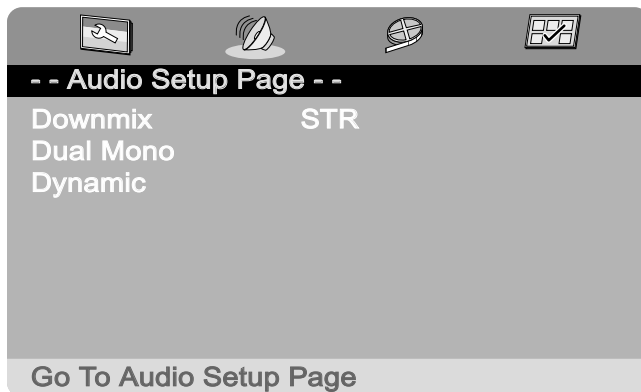 - - Audio Setup Page - -
Downmix STR
Dual Mono
Dynamic
Go To Audio Setup Page